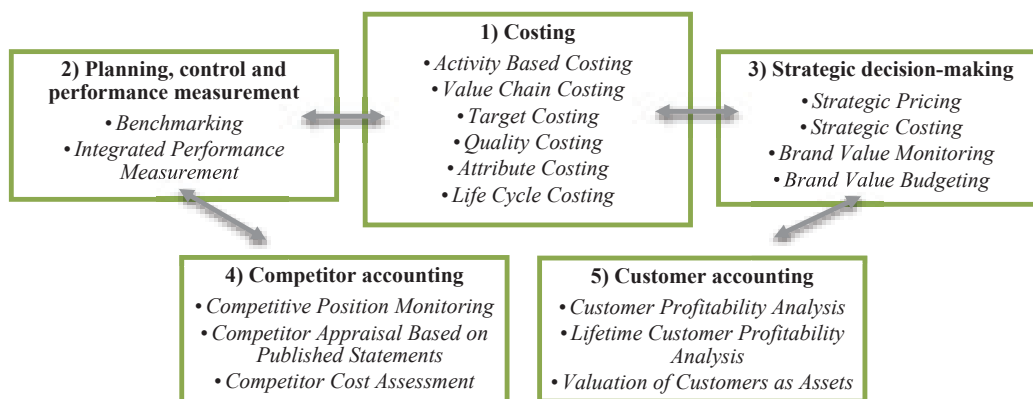 1) Costing
• Activity Based Costing
• Value Chain Costing
• Target Costing
• Quality Costing
• Attribute Costing
• Life Cycle Costing
2) Planning, control and
performance measurement
• Benchmarking
• Integrated Performance
Measurement
3) Strategic decision-making
• Strategic Pricing
• Strategic Costing
• Brand Value Monitoring
• Brand Value Budgeting
4) Competitor accounting
• Competitive Position Monitoring
• Competitor Appraisal Based on
Published Statements
• Competitor Cost Assessment
5) Customer accounting
• Customer Profitability Analysis
• Lifetime Customer Profitability
Analysis
• Valuation of Customers as Assets